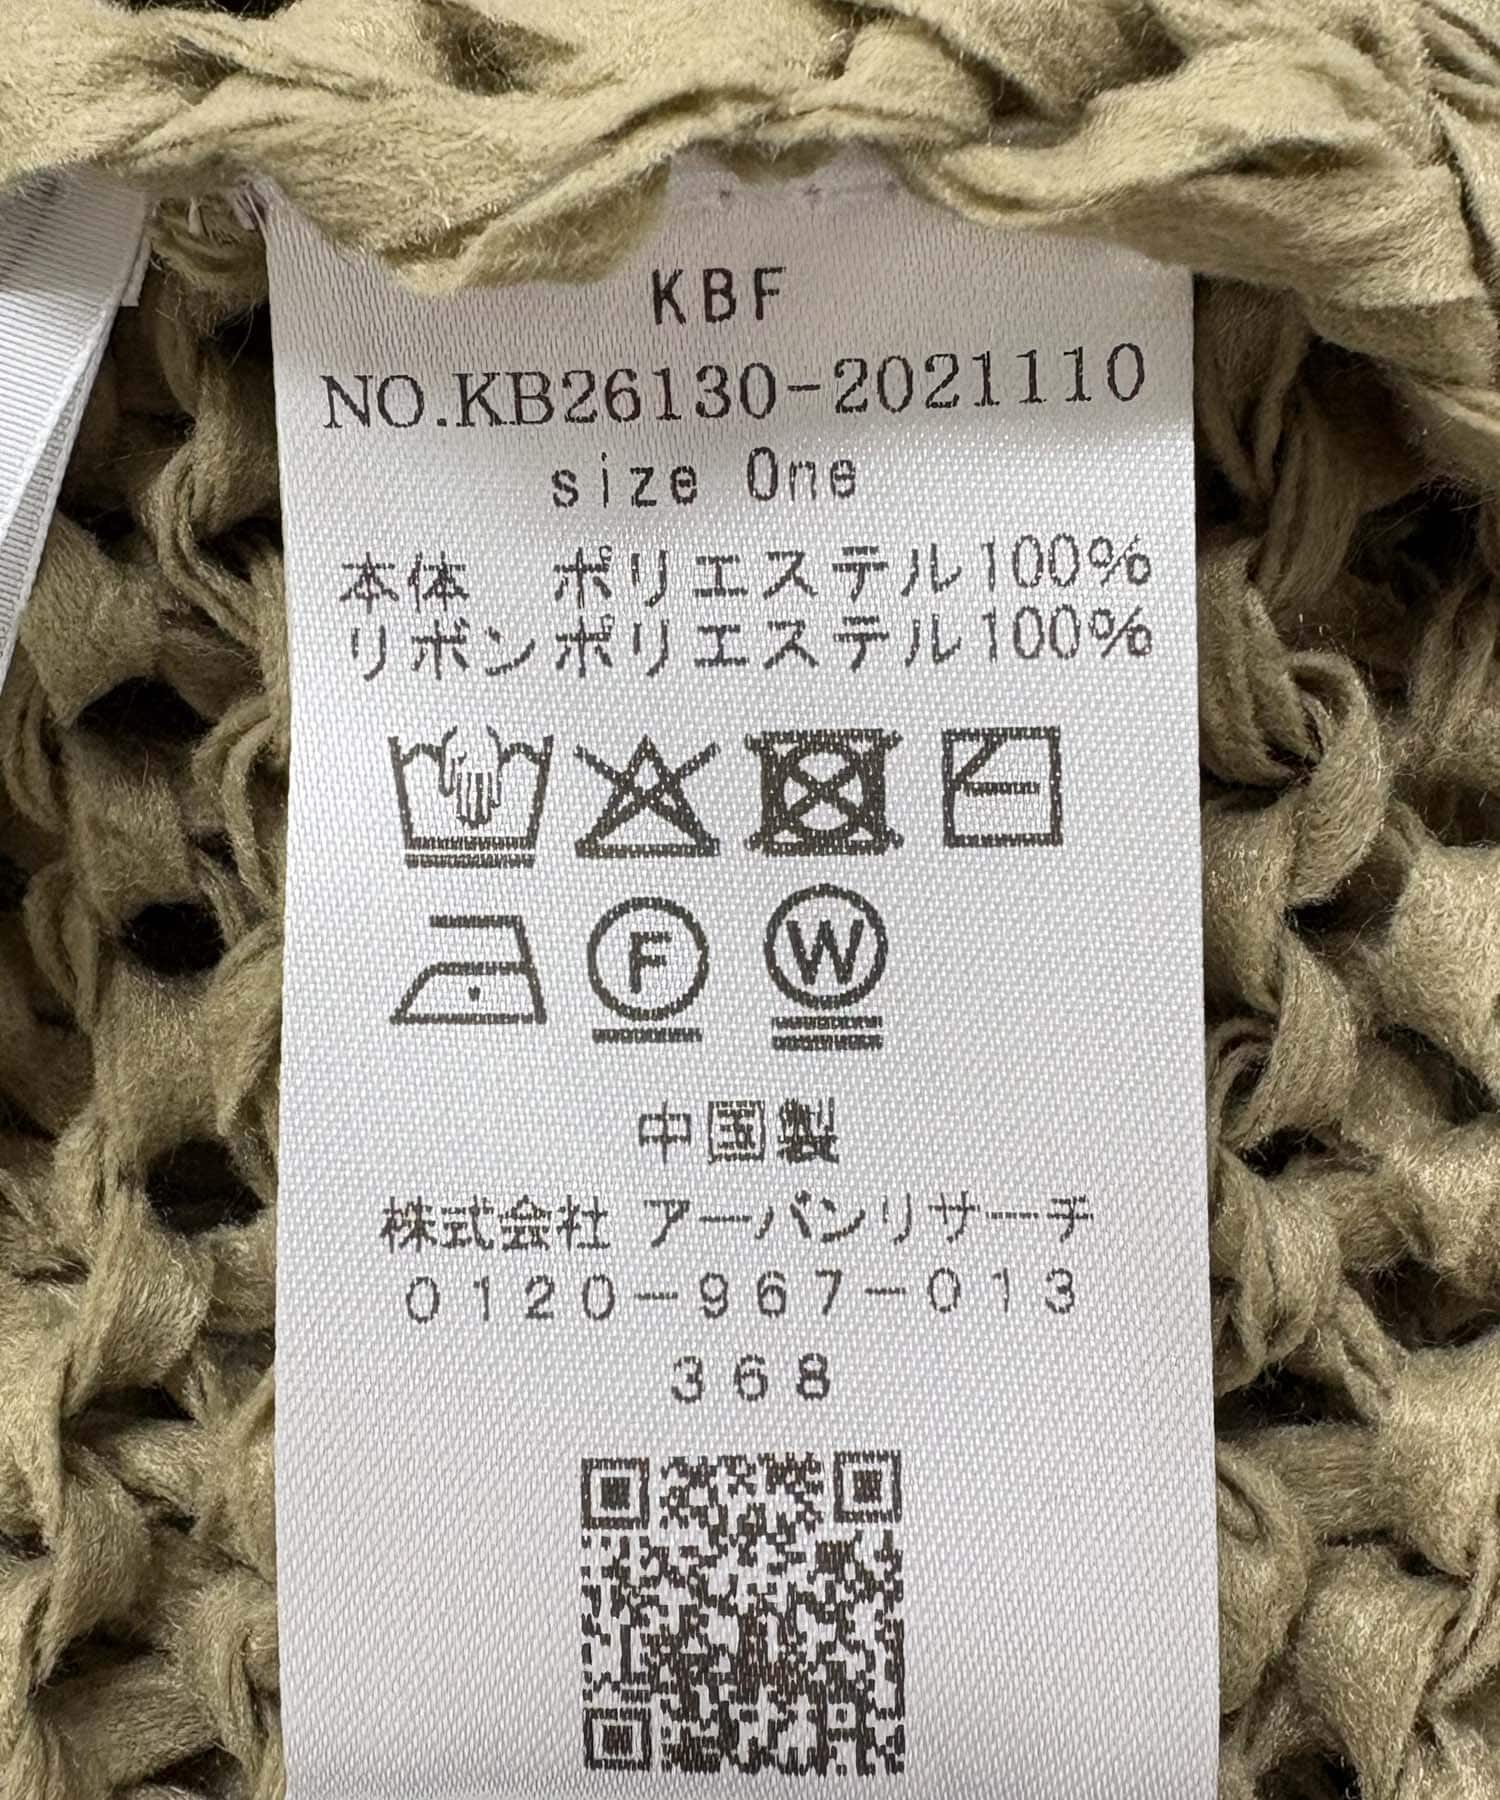 KBF
NO.KB26130-2021110
size One
本体　ポリエステル100%
リボンポリエステル100%
F W
中国製
株式会社 アーバンリサーチ
0120-967-013
368